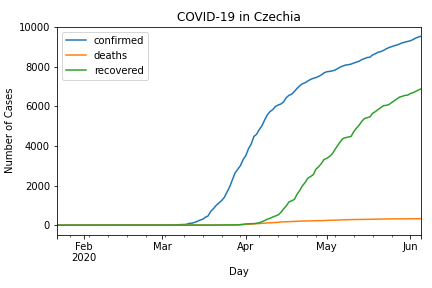 COVID-19 in Czechia
confirmed
deaths
recovered
Number of Cases
10000
8000
6000
4000
2000
0
Feb
2020
Mar
Apr
May
Jun
Day